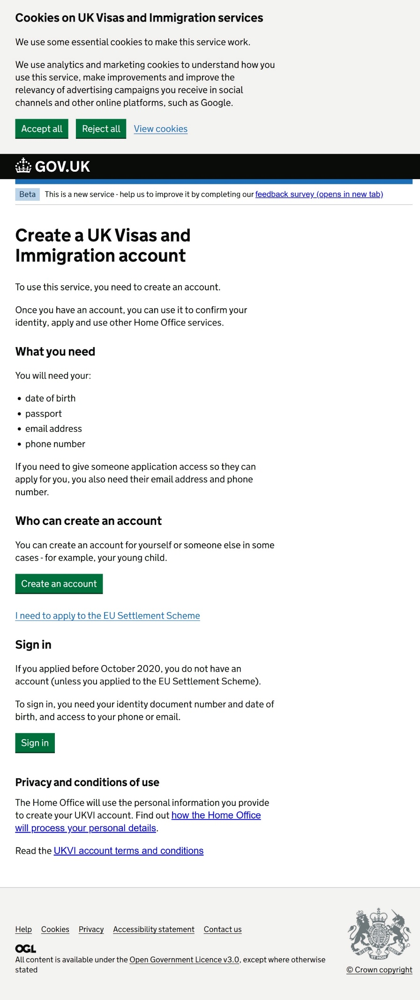 Cookies on UK Visas and Immigration services
We use some essential cookies to make this service work.
We use analytics and marketing cookies to understand how you
use this service, make improvements and improve the
relevancy of advertising campaigns you receive in social
channels and other online platforms, such as Google.
Accept all Reject all View cookies
GOV.UK
Beta This is a new service - help us to improve it by completing our feedback survey (opens in new tab)
Create a UK Visas and
Immigration account
To use this service, you need to create an account.
Once you have an account, you can use it to confirm your
identity, apply and use other Home Office services.
What you need
You will need your:
• date of birth
• passport
• email address
• phone number
If you need to give someone application access so they can
apply for you, you also need their email address and phone
number.
Who can create an account
You can create an account for yourself or someone else in some
cases - for example, your young child.
Create an account
I need to apply to the EU Settlement Scheme
Sign in
If you applied before October 2020, you do not have an
account (unless you applied to the EU Settlement Scheme).
To sign in, you need your identity document number and date of
birth, and access to your phone or email.
Sign in
Privacy and conditions of use
The Home Office will use the personal information you provide
to create your UKVI account. Find out how the Home Office
will process your personal details.
Read the UKVI account terms and conditions
Help Cookies Privacy Accessibility statement Contact us
OGL
All content is available under the Open Government Licence v3.0, except where otherwise
stated
DIEU ET MON DROIT
© Crown copyright